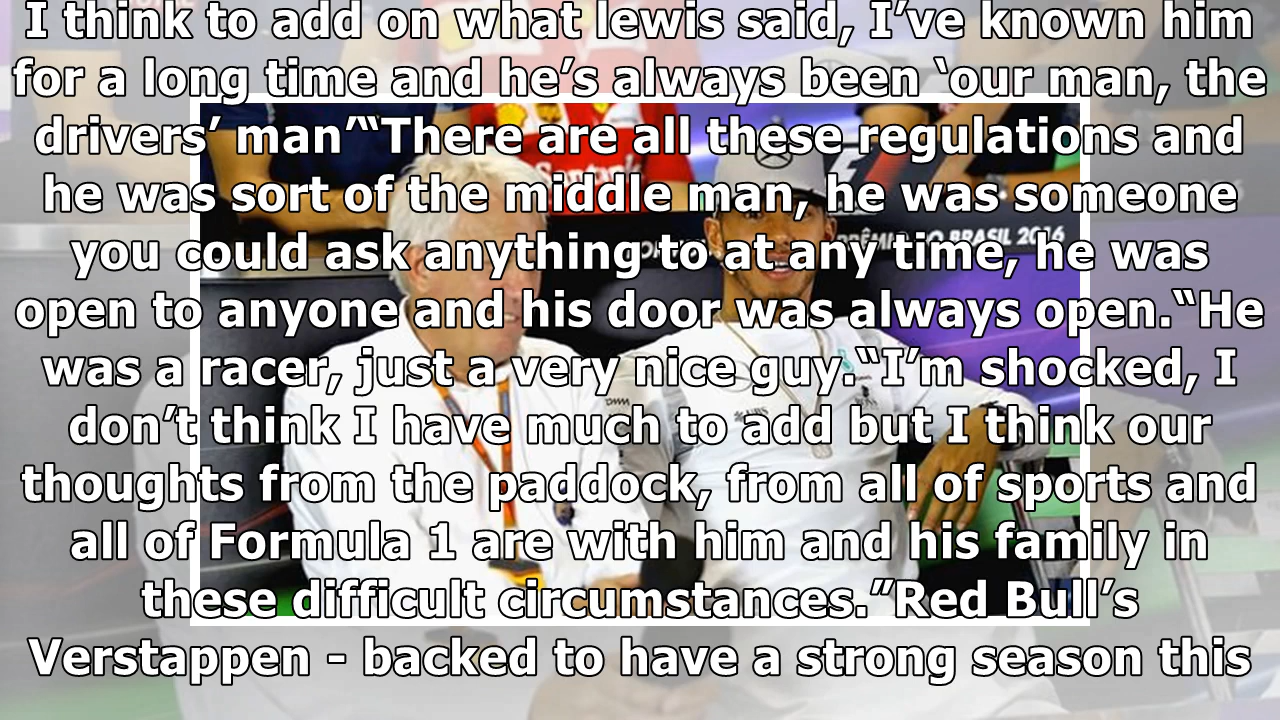 I think to add on what lewis said, I’ve known him
for a long time and he’s always been ‘our man, the
drivers’ man’“There are all these regulations and
he was sort of the middle man, he was someone
you could ask anything to at any time, he was
open to anyone and his door was always open.“He
was a racer, just a very nice guy.“I’m shocked, I
don’t think I have much to add but I think our
thoughts from the paddock, from all of sports and
all of Formula 1 are with him and his family in
these difficult circumstances.”Red Bull’s
Verstappen - backed to have a strong season this